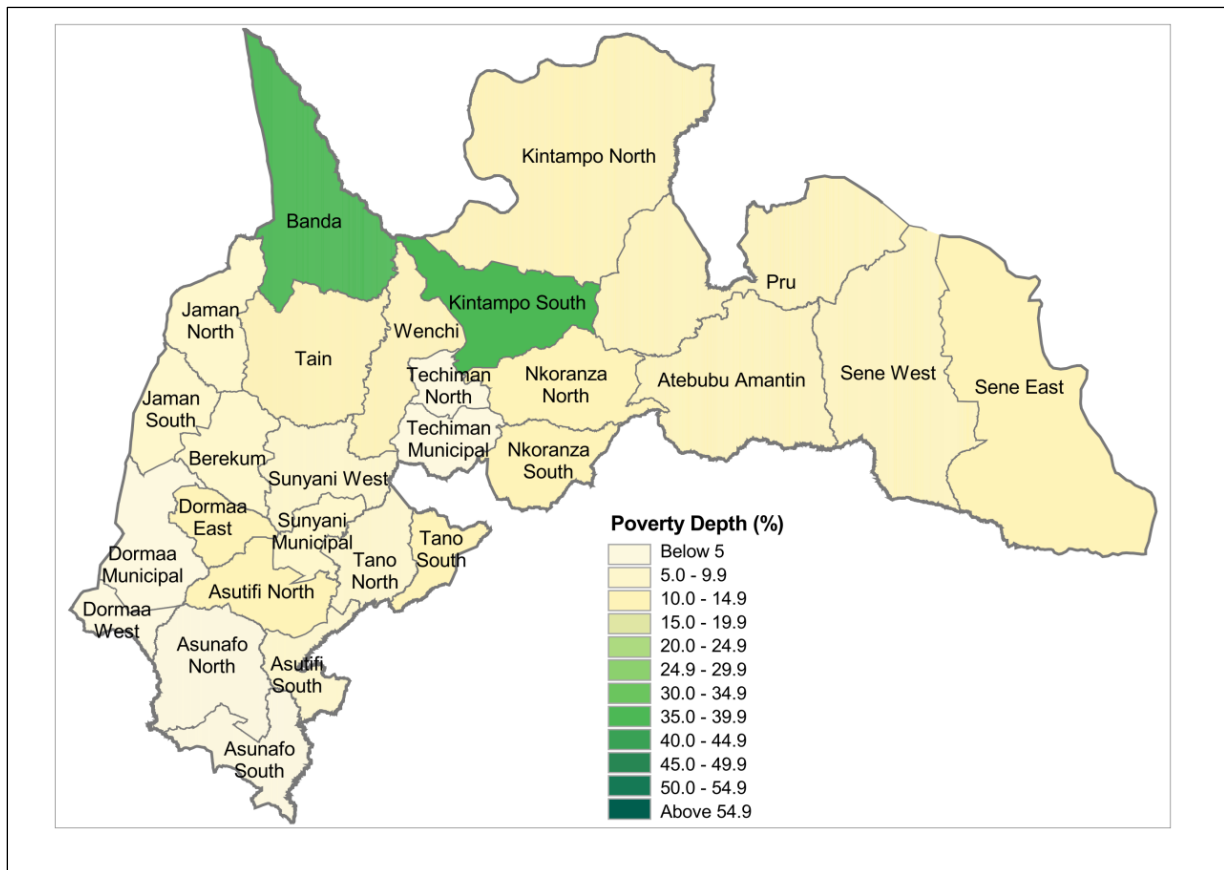 Kintampo North
Banda
Pru
Kintampo South
Jaman
North
Wenchi
Tain
Techiman
North
Nkoranza
North
Atebubu Amantin
Sene West
Sene East
Jaman
South
Techiman
Municipal
Nkoranza
South
Berekum
Sunyani West
Dormaa
East
Sunyani
Municipal
Tano
South
Tano
North
Dormaa
Municipal
Asutifi North
Dormaa
West
Asunafo
North
Asutifi
South
Asunafo
South
Poverty Depth (%)
Below 5
5.0 - 9.9
10.0 - 14.9
15.0 - 19.9
20.0 - 24.9
24.9 - 29.9
30.0 - 34.9
35.0 - 39.9
40.0 - 44.9
45.0 - 49.9
50.0 - 54.9
Above 54.9